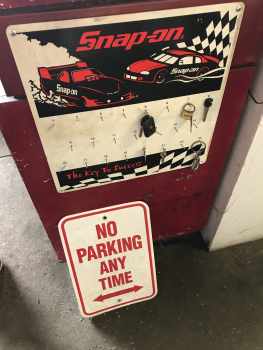 Snap-on
Snap-on
Snap-on
The Key To Success
NO
PARKING
ANY
TIME